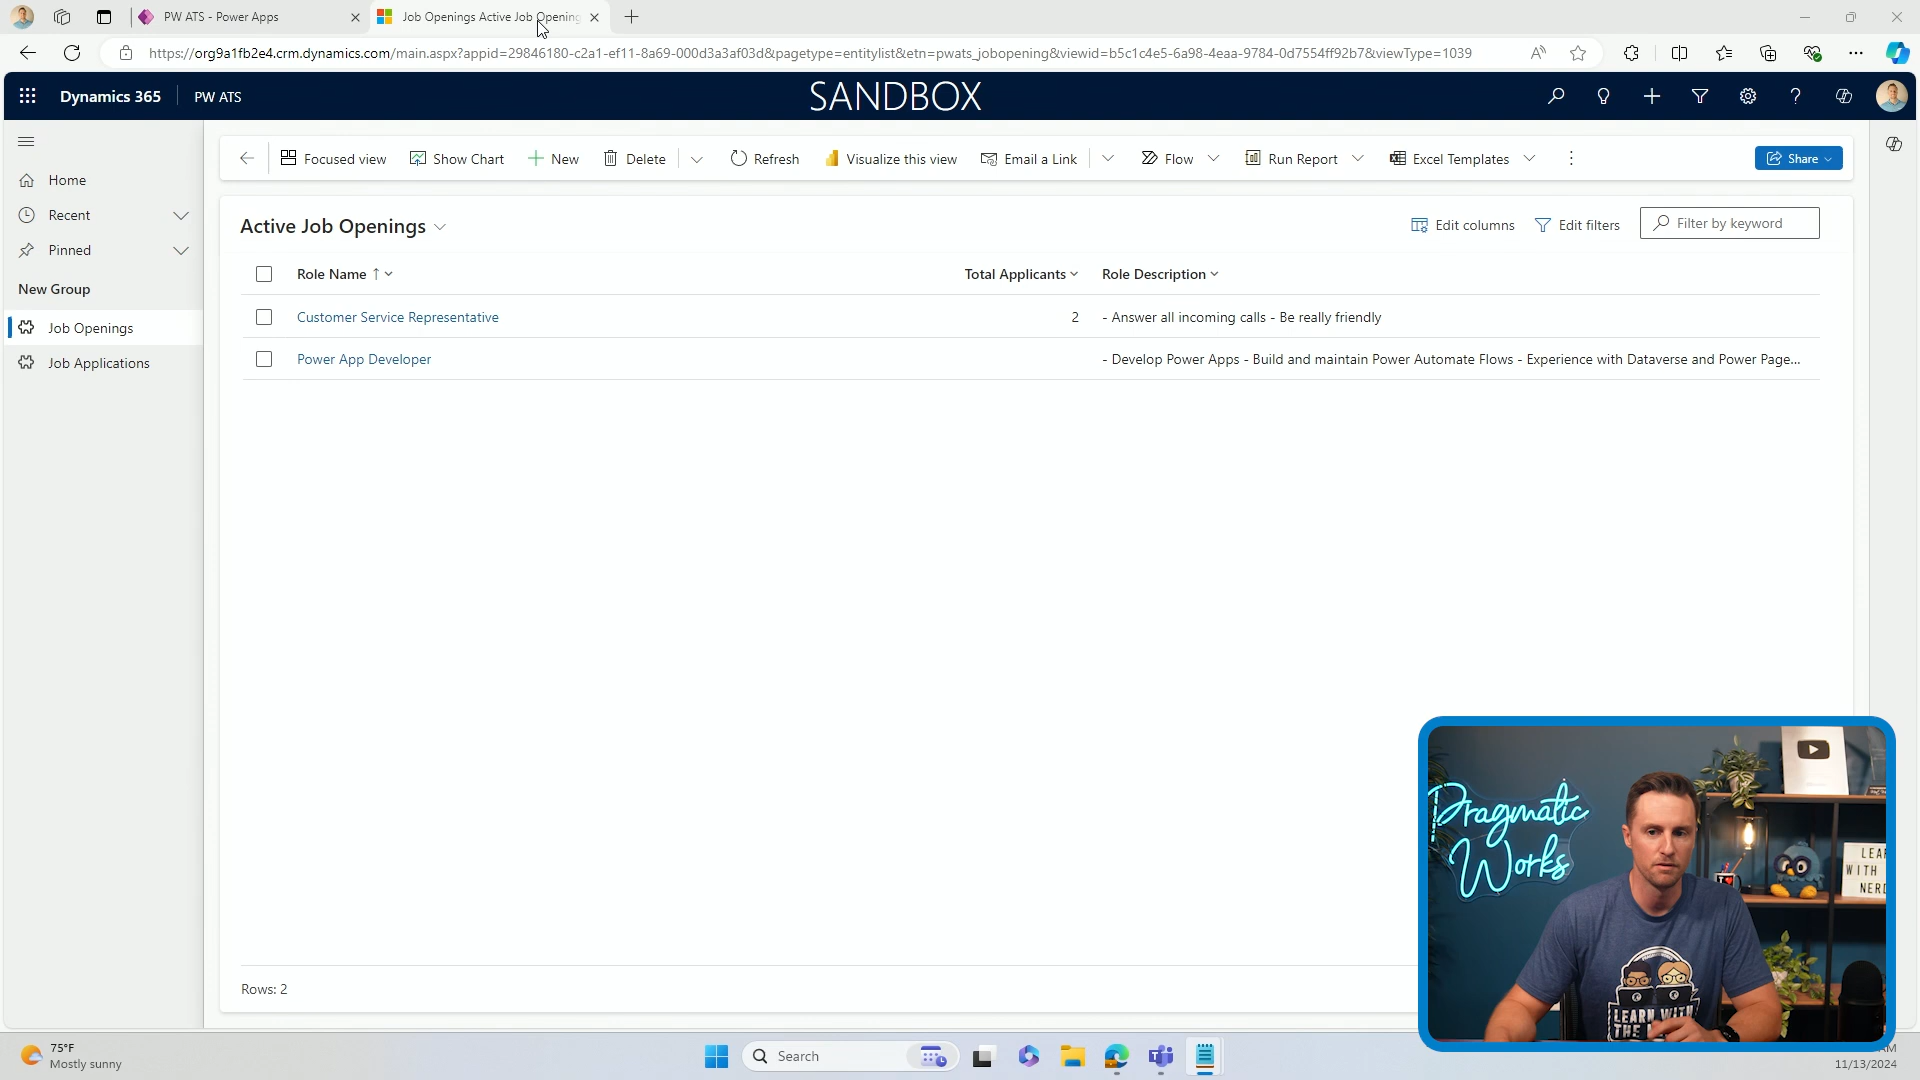 PW ATS - Power Apps
Job Openings Active Job Opening
https://org9a1fb2e4.crm.dynamics.com/main.aspx?appid=29846180-c2a1-ef11-8a69-000d3a3af03d&pagetype=entitylist&etn=pwats_jobopening&viewid=b5c1c4e5-6a98-4eaa-9784-0d7554ff92b7&viewType=1039
Dynamics 365
PW ATS
SANDBOX
Focused view
Show Chart
New
Delete
Refresh
Visualize this view
Email a Link
Flow
Run Report
Excel Templates
Share
Home
Recent
Pinned
New Group
Job Openings
Job Applications
Active Job Openings
Edit columns
Edit filters
Filter by keyword
Role Name
Total Applicants
Role Description
Customer Service Representative
2
- Answer all incoming calls - Be really friendly
Power App Developer
- Develop Power Apps - Build and maintain Power Automate Flows - Experience with Dataverse and Power Page...
Rows: 2
Pragmatic
Works
LEARN WITH
75°F
Mostly sunny
Search
11/13/2024